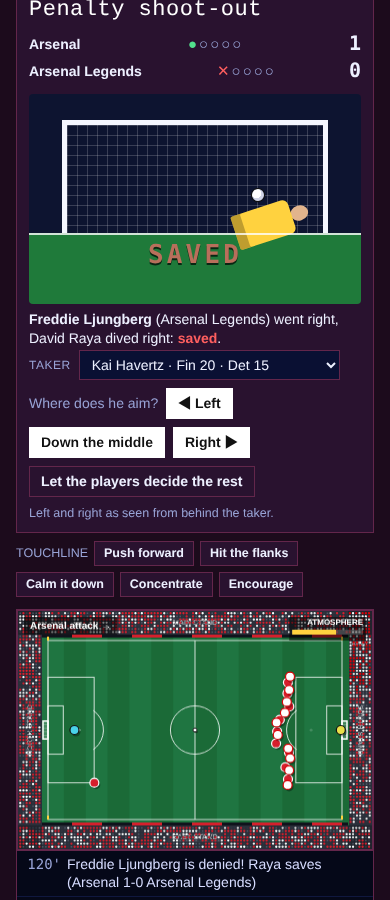 Penalty shoot-out
Arsenal ●○○○○ 1
Arsenal Legends ✕○○○○ 0
SAVED
Freddie Ljungberg (Arsenal Legends) went right,
David Raya dived right: saved.
TAKER Kai Havertz · Fin 20 · Det 15
Where does he aim? ◀ Left
Down the middle Right ▶
Let the players decide the rest
Left and right as seen from behind the taker.
TOUCHLINE Push forward Hit the flanks
Calm it down Concentrate Encourage
Arsenal attack
ATMOSPHERE
120' Freddie Ljungberg is denied! Raya saves
(Arsenal 1-0 Arsenal Legends)